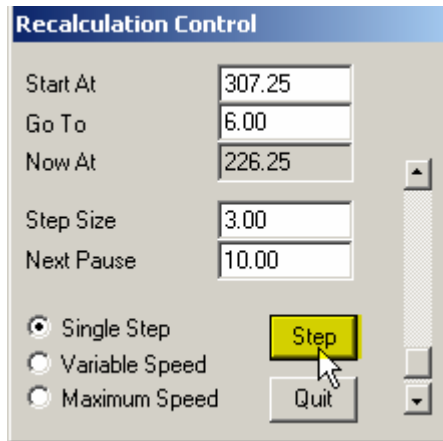 Recalculation Control
Start At 307.25
Go To 6.00
Now At 226.25
Step Size 3.00
Next Pause 10.00
Single Step
Step
Variable Speed
Maximum Speed
Quit